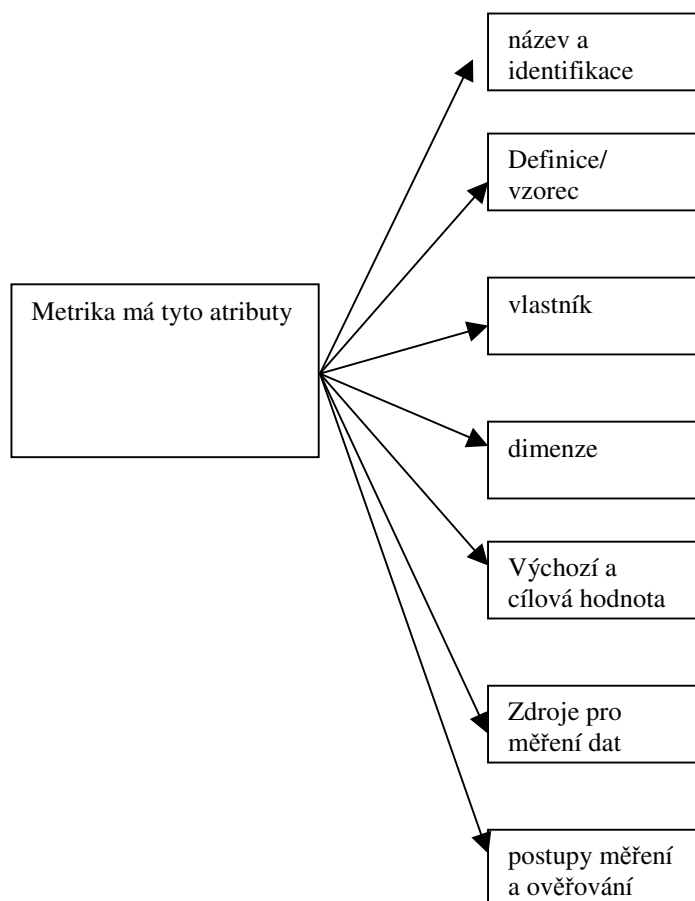 název a
identifikace
Definice/
vzorec
Metrika má tyto atributy
vlastník
dimenze
Výchozí a
cílová hodnota
Zdroje pro
měření dat
postupy měření
a ověřování